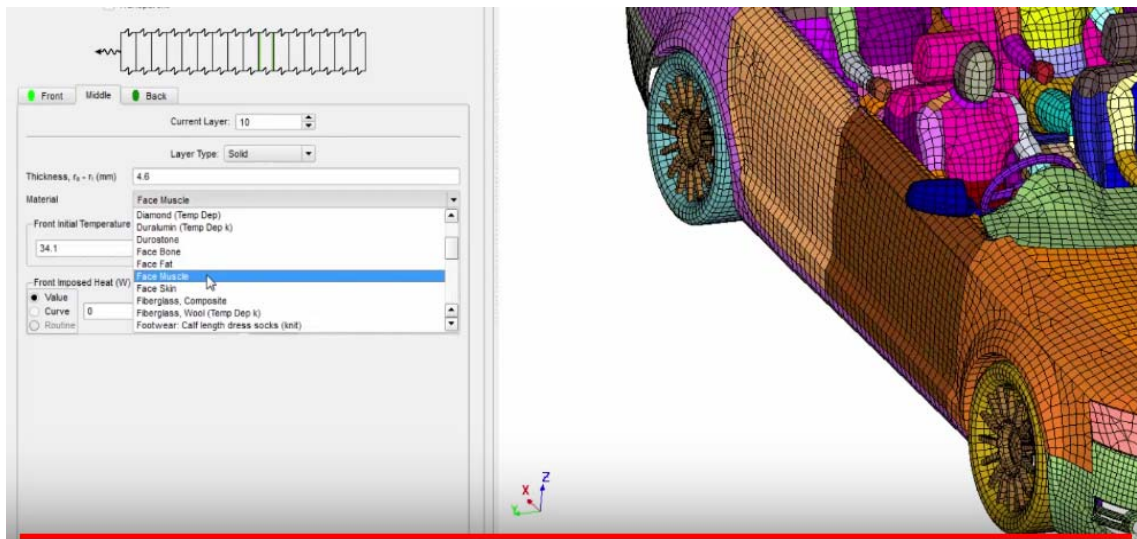 Transparent
Front Middle Back
Current Layer: 10
Layer Type: Solid
Thickness, rₒ - rᵢ (mm) 4.6
Material Face Muscle
Diamond (Temp Dep)
Duralumin (Temp Dep k)
Durostone
Face Bone
Face Fat
Face Muscle
Face Skin
Fiberglass, Composite
Fiberglass, Wool (Temp Dep k)
Footwear: Calf length dress socks (knit)
Front Initial Temperature
34.1
Front Imposed Heat (W)
Value
Curve 0
Routine
Z
X
Y